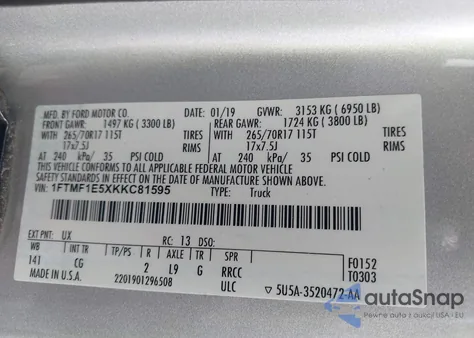 MFD. BY FORD MOTOR CO.
DATE: 01/19 GVWR: 3153 KG (6950 LB)
FRONT GAWR: 1497 KG (3300 LB) REAR GAWR: 1724 KG (3800 LB)
WITH 265/70R17 115T TIRES WITH 265/70R17 115T TIRES
17x7.5J RIMS 17x7.5J RIMS
AT 240 kPa/ 35 PSI COLD AT 240 kPa/ 35 PSI COLD
THIS VEHICLE CONFORMS TO ALL APPLICABLE FEDERAL MOTOR VEHICLE
SAFETY STANDARDS IN EFFECT ON THE DATE OF MANUFACTURE SHOWN ABOVE.
VIN: 1FTMF1E5XKKC81595 TYPE: Truck
EXT PNT: UX RC: 13 DSO: F0152
WB INT TR TP/PS R AXLE TR SPR T0303
141 CG 2 L9 G RRCC
MADE IN U.S.A. 2201901296508 ULC ▽ 5U5A-3520472-AA
autoSnap
Pewne auta z USA - EU